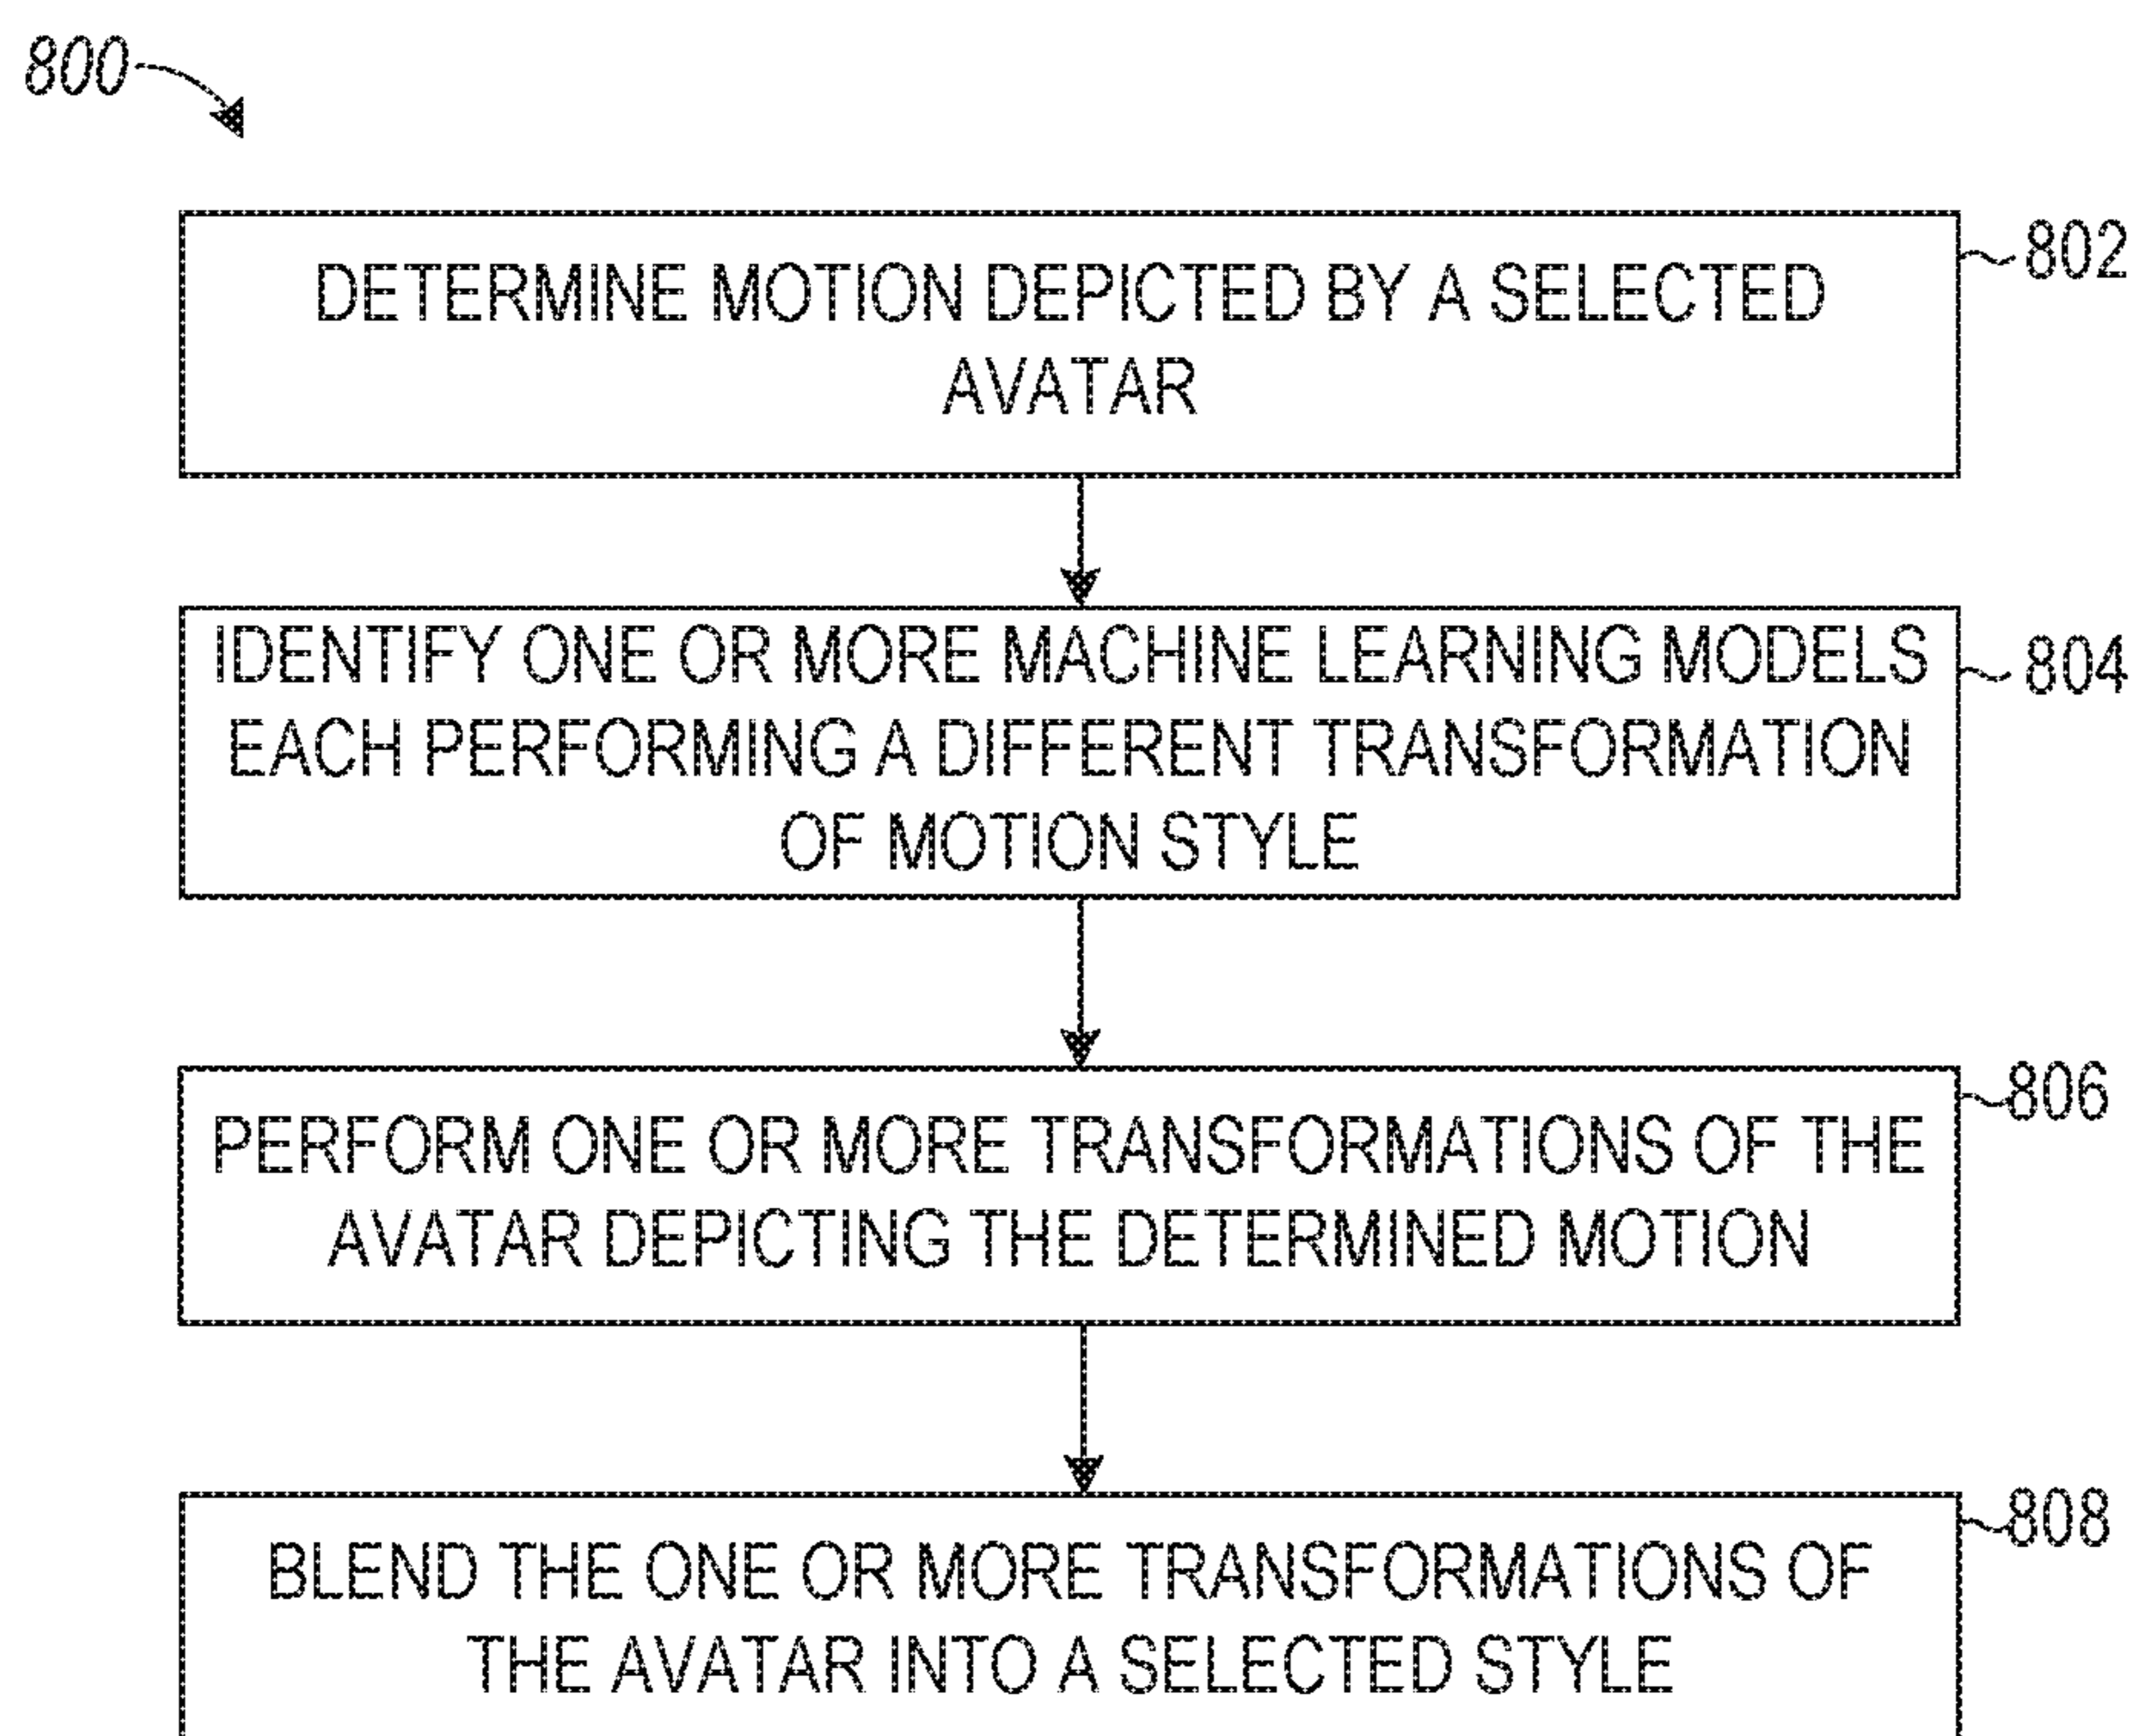 800
DETERMINE MOTION DEPICTED BY A SELECTED
AVATAR
802
IDENTIFY ONE OR MORE MACHINE LEARNING MODELS
EACH PERFORMING A DIFFERENT TRANSFORMATION
OF MOTION STYLE
804
PERFORM ONE OR MORE TRANSFORMATIONS OF THE
AVATAR DEPICTING THE DETERMINED MOTION
806
BLEND THE ONE OR MORE TRANSFORMATIONS OF
THE AVATAR INTO A SELECTED STYLE
808